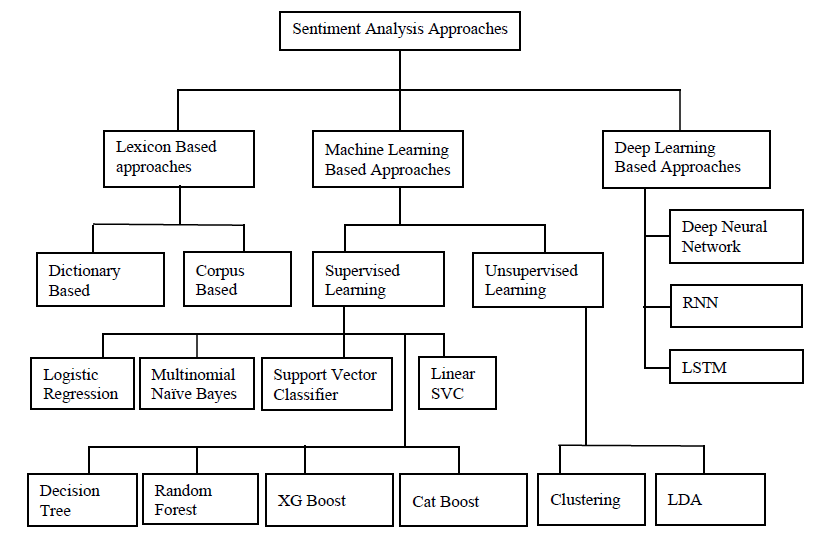 Sentiment Analysis Approaches
Lexicon Based
approaches
Machine Learning
Based Approaches
Deep Learning
Based Approaches
Dictionary
Based
Corpus
Based
Supervised
Learning
Unsupervised
Learning
Deep Neural
Network
RNN
LSTM
Logistic
Regression
Multinomial
Naïve Bayes
Support Vector
Classifier
Linear
SVC
Decision
Tree
Random
Forest
XG Boost
Cat Boost
Clustering
LDA